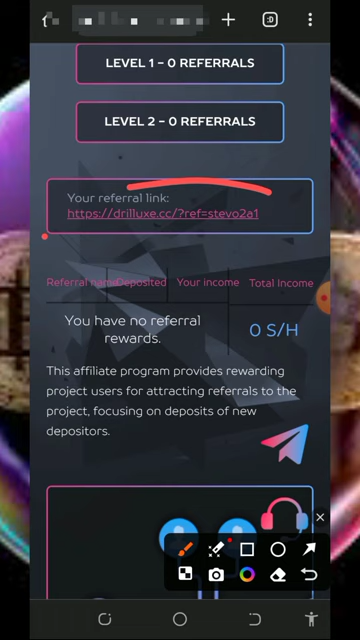 :D
LEVEL 1 - 0 REFERRALS
LEVEL 2 - 0 REFERRALS
Your referral link:
https://drilluxe.cc/?ref=stevo2a1
Referral name Deposited Your income Total Income
You have no referral
rewards.
0 S/H
This affiliate program provides rewarding
project users for attracting referrals to the
project, focusing on deposits of new
depositors.